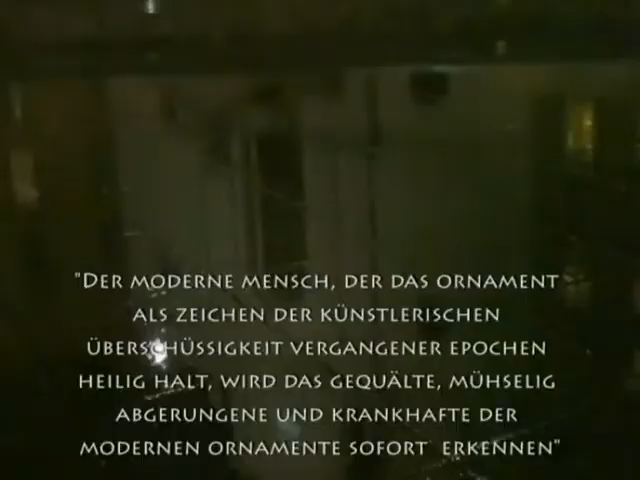 "DER MODERNE MENSCH, DER DAS ORNAMENT
ALS ZEICHEN DER KÜNSTLERISCHEN
ÜBERSCHÜSSIGKEIT VERGANGENER EPOCHEN
HEILIG HALT, WIRD DAS GEQUÄLTE, MÜHSELIG
ABGERUNGENE UND KRANKHAFTE DER
MODERNEN ORNAMENTE SOFORT ERKENNEN"